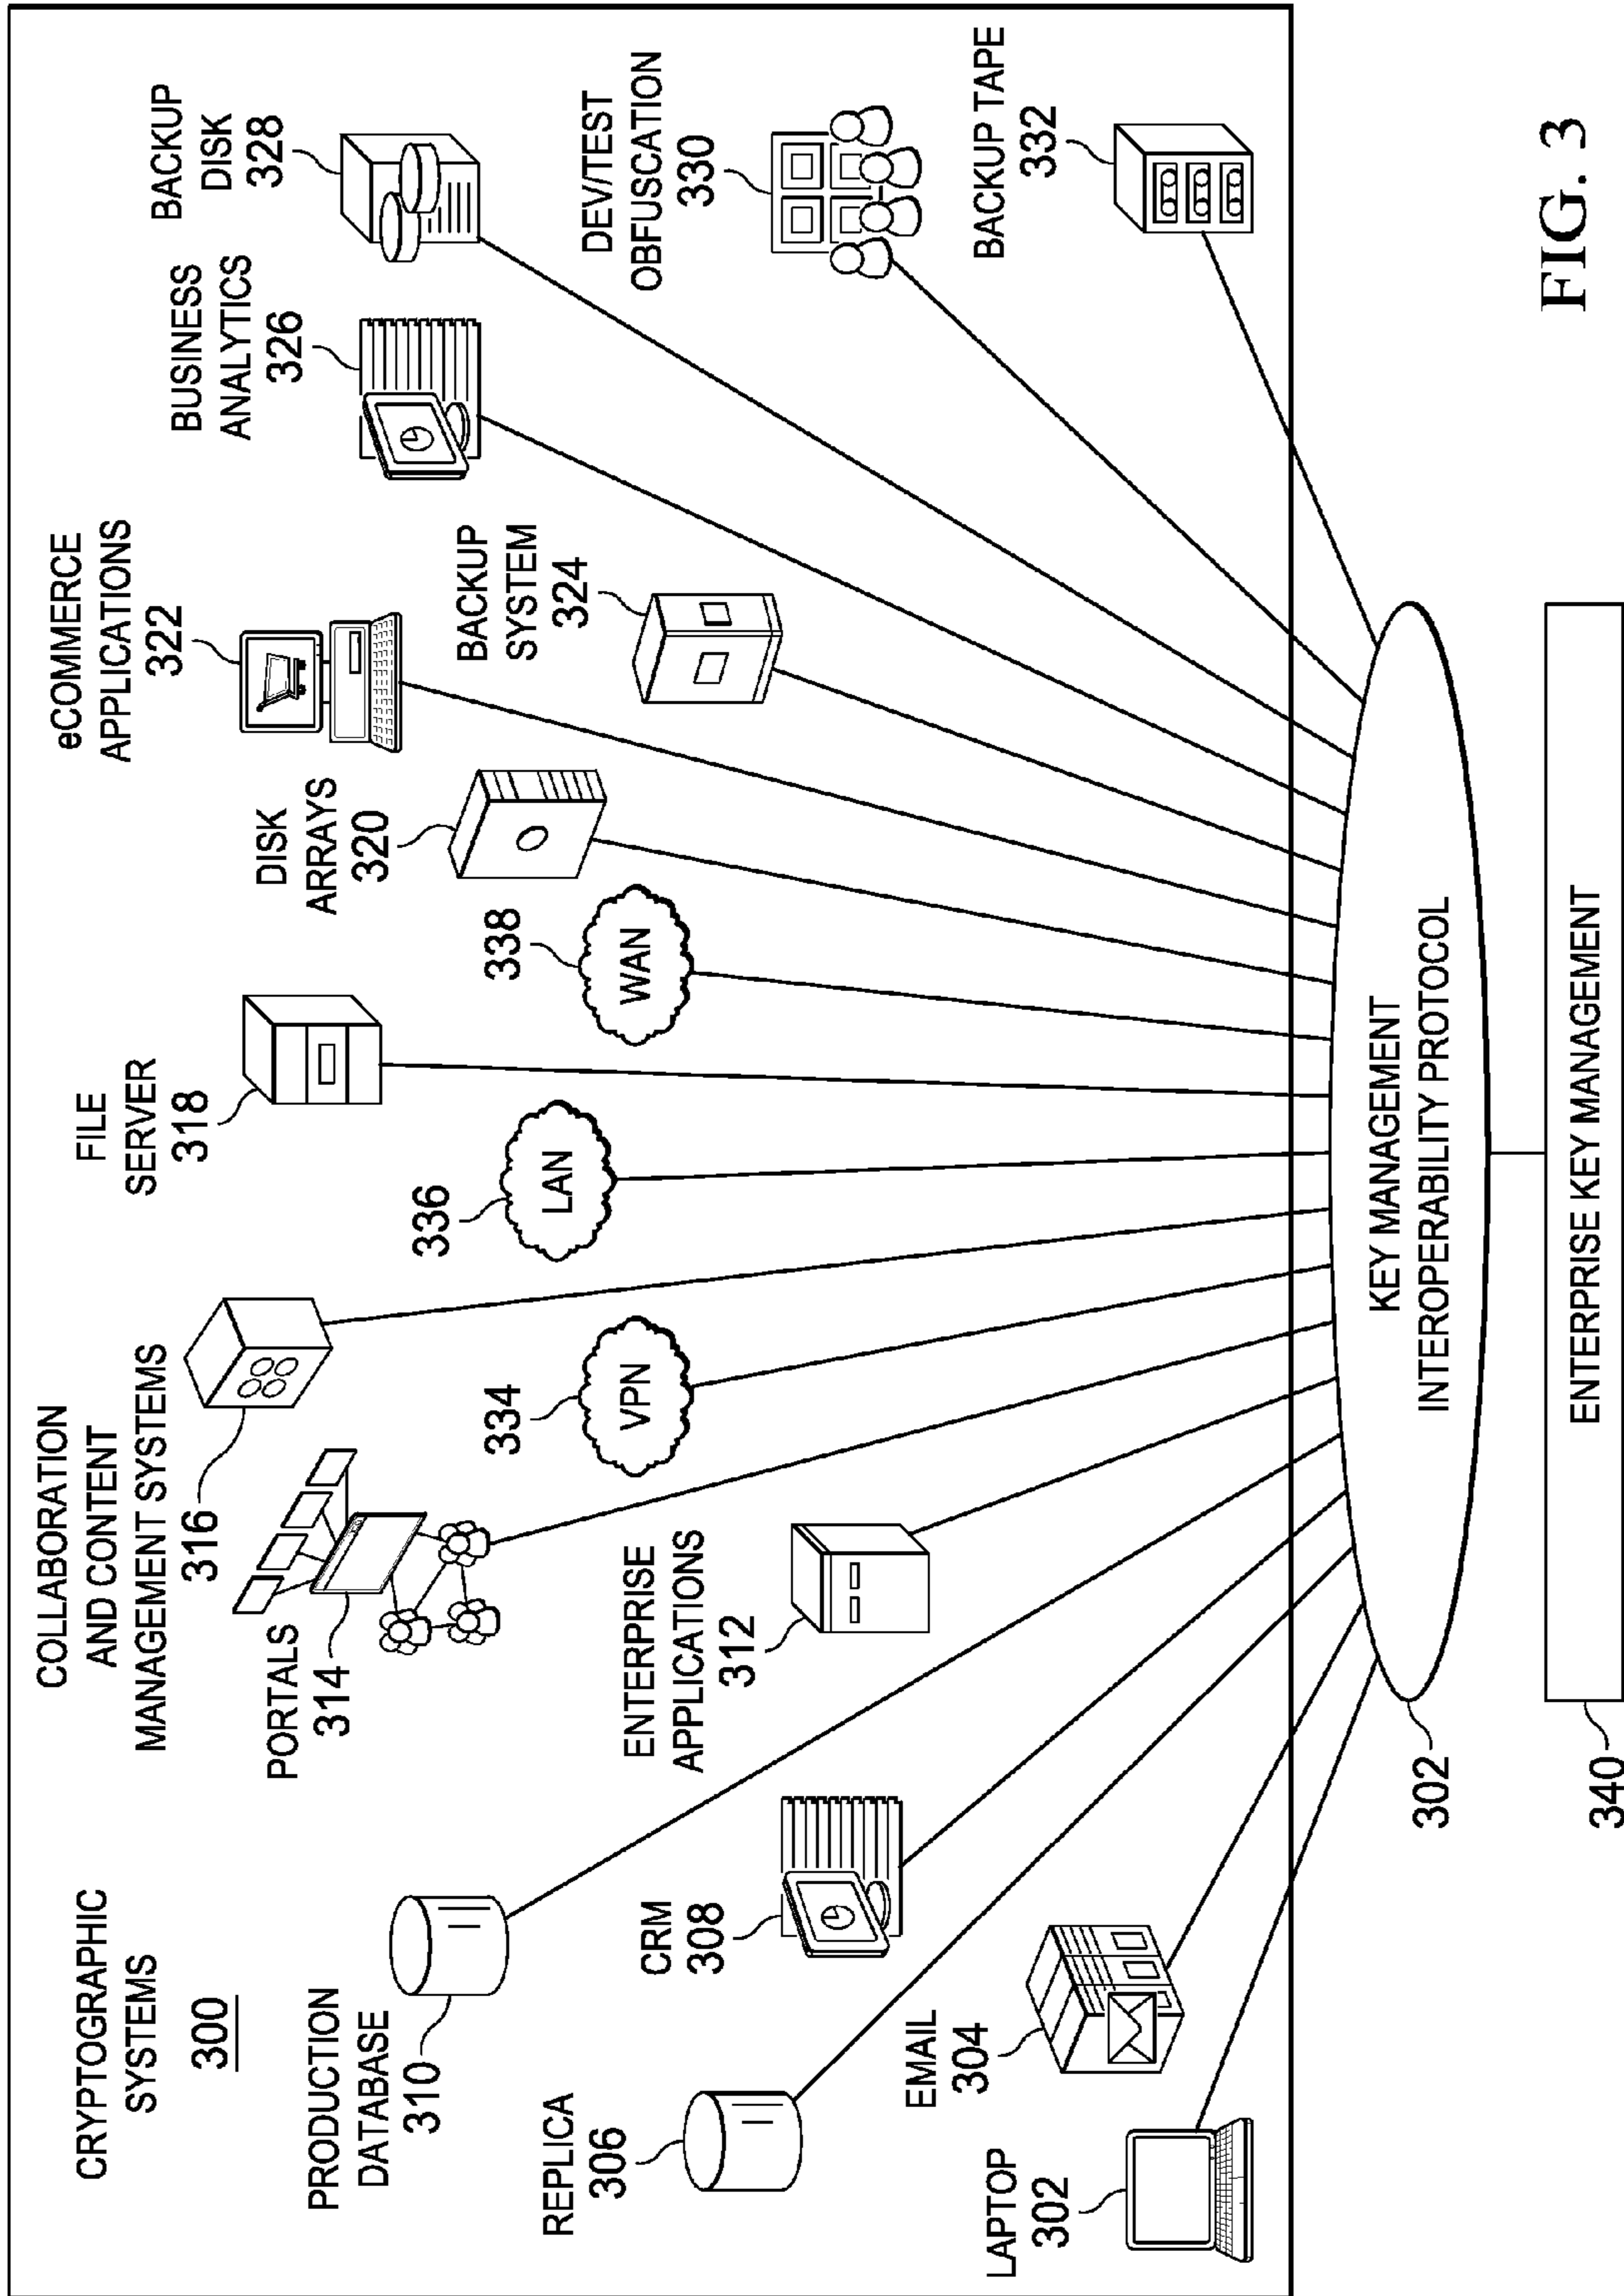 CRYPTOGRAPHIC
SYSTEMS
300
COLLABORATION
AND CONTENT
MANAGEMENT SYSTEMS
316
PORTALS
314
FILE
SERVER
318
eCOMMERCE
APPLICATIONS
322
BUSINESS
ANALYTICS
326
BACKUP
DISK
328
PRODUCTION
DATABASE
310
REPLICA
306
CRM
308
ENTERPRISE
APPLICATIONS
312
334
VPN
336
LAN
338
WAN
DISK
ARRAYS
320
BACKUP
SYSTEM
324
DEV/TEST
OBFUSCATION
330
LAPTOP
302
EMAIL
304
BACKUP TAPE
332
302
KEY MANAGEMENT
INTEROPERABILITY PROTOCOL
340
ENTERPRISE KEY MANAGEMENT
FIG. 3